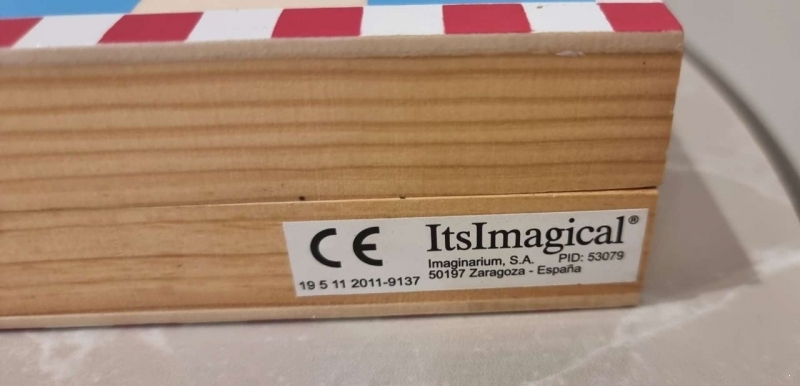 CE
19 5 11 2011-9137
ItsImagical®
Imaginarium, S.A. PID: 53079
50197 Zaragoza - España